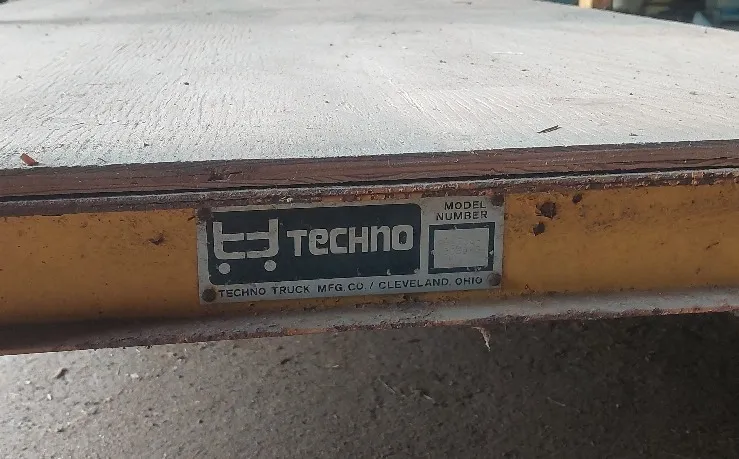 TECHNO
MODEL
NUMBER
TECHNO TRUCK MFG. CO. / CLEVELAND, OHIO